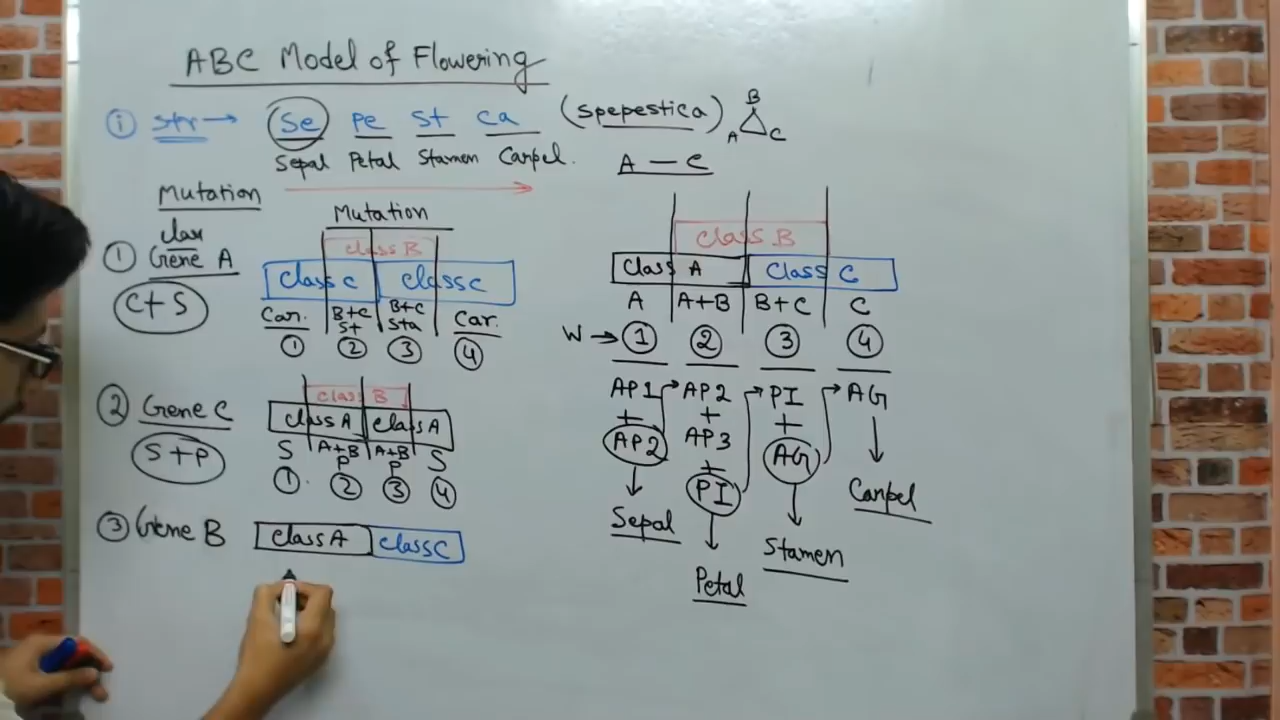 ABC Model of Flowering
i str → Se Pe St Ca (Spepestica) B A C
Sepal Petal Stamen Carpel. A – C
Mutation
Mutation
class
① Gene A
C+S
class B
class C class C
Car. B+C B+C Car.
St Sta
① ② ③ ④
② Gene C
S+P
class B
class A class A
S A+B A+B S
P P
① ② ③ ④
③ Gene B class A class C
class B
Class A Class C
A A+B B+C C
W → ① ② ③ ④
AP1 AP2 PI AG
+ + +
AP2 AP3 AG
+
PI
Sepal
Petal
Stamen
Carpel